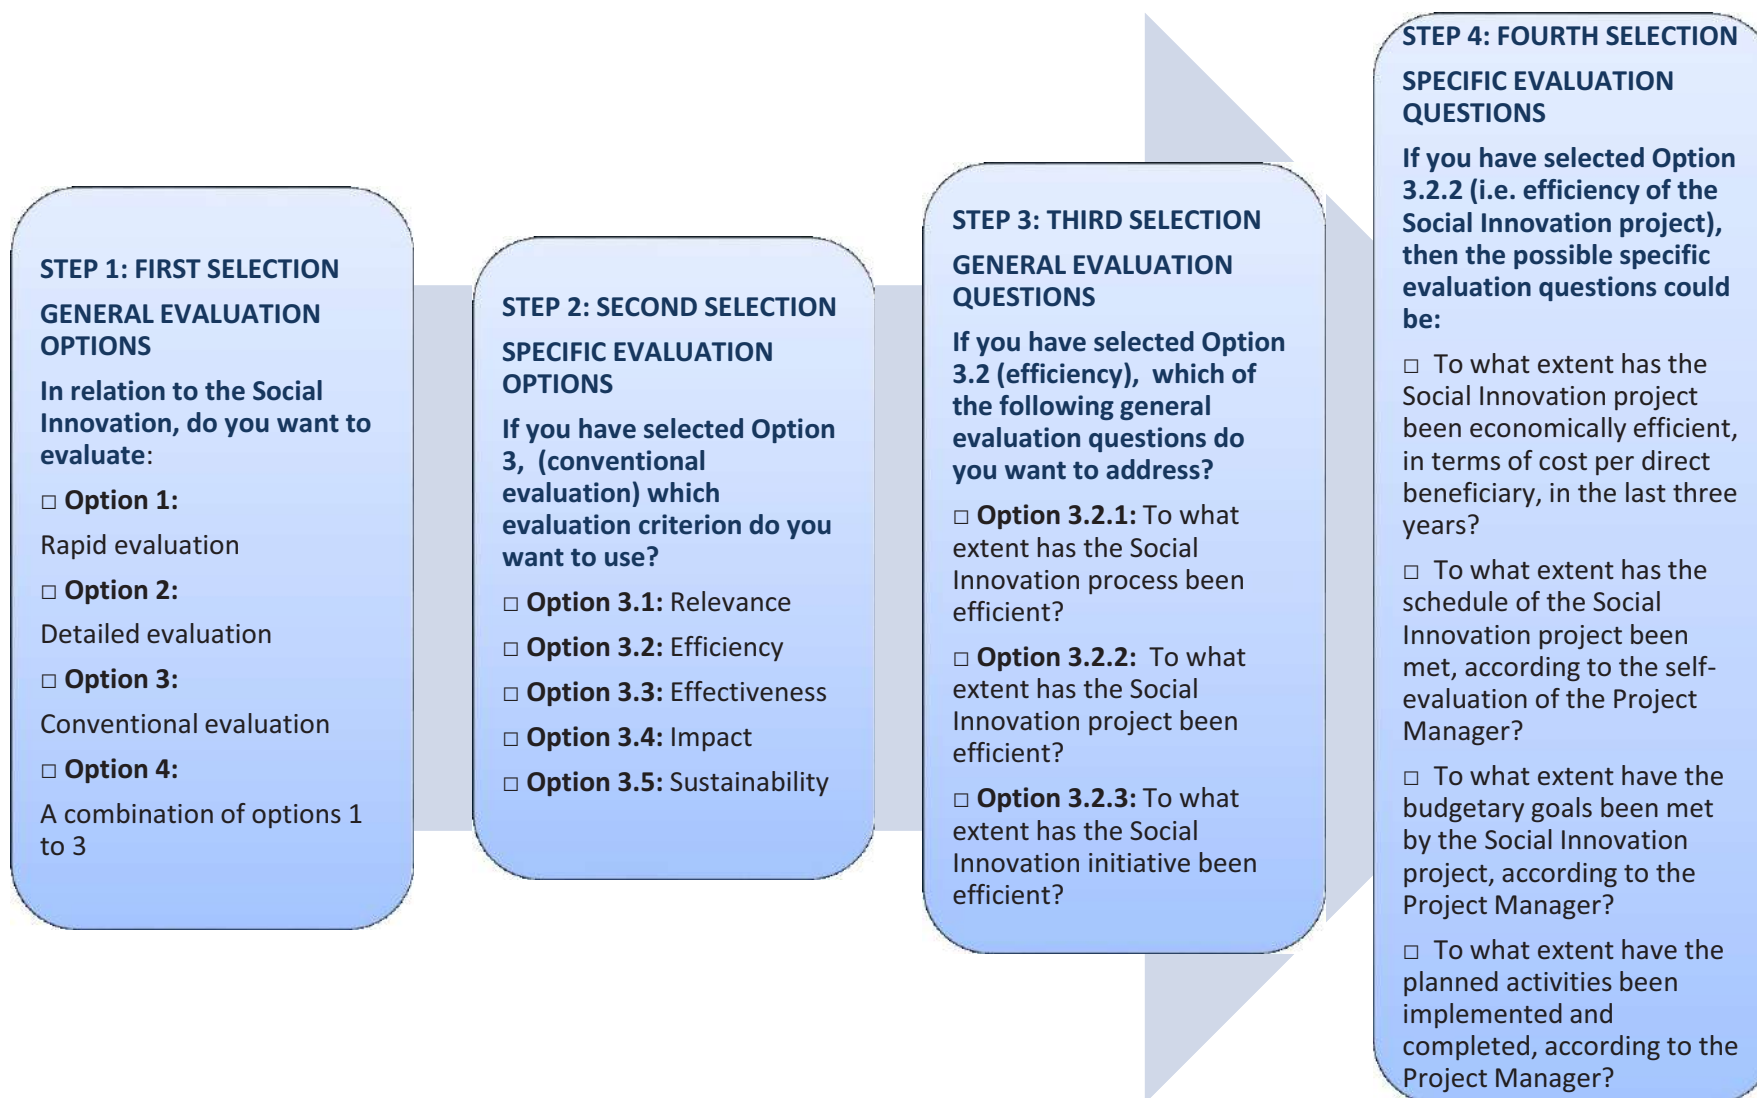 STEP 1: FIRST SELECTION
GENERAL EVALUATION
OPTIONS
In relation to the Social
Innovation, do you want to
evaluate:
□ Option 1:
Rapid evaluation
□ Option 2:
Detailed evaluation
□ Option 3:
Conventional evaluation
□ Option 4:
A combination of options 1
to 3
STEP 2: SECOND SELECTION
SPECIFIC EVALUATION
OPTIONS
If you have selected Option
3, (conventional
evaluation) which
evaluation criterion do you
want to use?
□ Option 3.1: Relevance
□ Option 3.2: Efficiency
□ Option 3.3: Effectiveness
□ Option 3.4: Impact
□ Option 3.5: Sustainability
STEP 3: THIRD SELECTION
GENERAL EVALUATION
QUESTIONS
If you have selected Option
3.2 (efficiency), which of
the following general
evaluation questions do
you want to address?
□ Option 3.2.1: To what
extent has the Social
Innovation process been
efficient?
□ Option 3.2.2: To what
extent has the Social
Innovation project been
efficient?
□ Option 3.2.3: To what
extent has the Social
Innovation initiative been
efficient?
STEP 4: FOURTH SELECTION
SPECIFIC EVALUATION
QUESTIONS
If you have selected Option
3.2.2 (i.e. efficiency of the
Social Innovation project),
then the possible specific
evaluation questions could
be:
□ To what extent has the
Social Innovation project
been economically efficient,
in terms of cost per direct
beneficiary, in the last three
years?
□ To what extent has the
schedule of the Social
Innovation project been
met, according to the self-
evaluation of the Project
Manager?
□ To what extent have the
budgetary goals been met
by the Social Innovation
project, according to the
Project Manager?
□ To what extent have the
planned activities been
implemented and
completed, according to the
Project Manager?